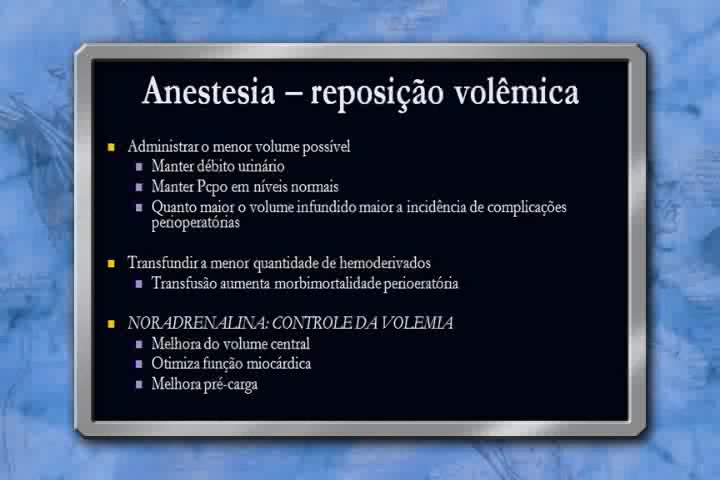 Anestesia – reposição volêmica
Administrar o menor volume possível
Manter débito urinário
Manter Pcpo em níveis normais
Quanto maior o volume infundido maior a incidência de complicações
perioperatórias
Transfundir a menor quantidade de hemoderivados
Transfusão aumenta morbimortalidade perioeratória
NORADRENALINA: CONTROLE DA VOLEMIA
Melhora do volume central
Otimiza função miocárdica
Melhora pré-carga